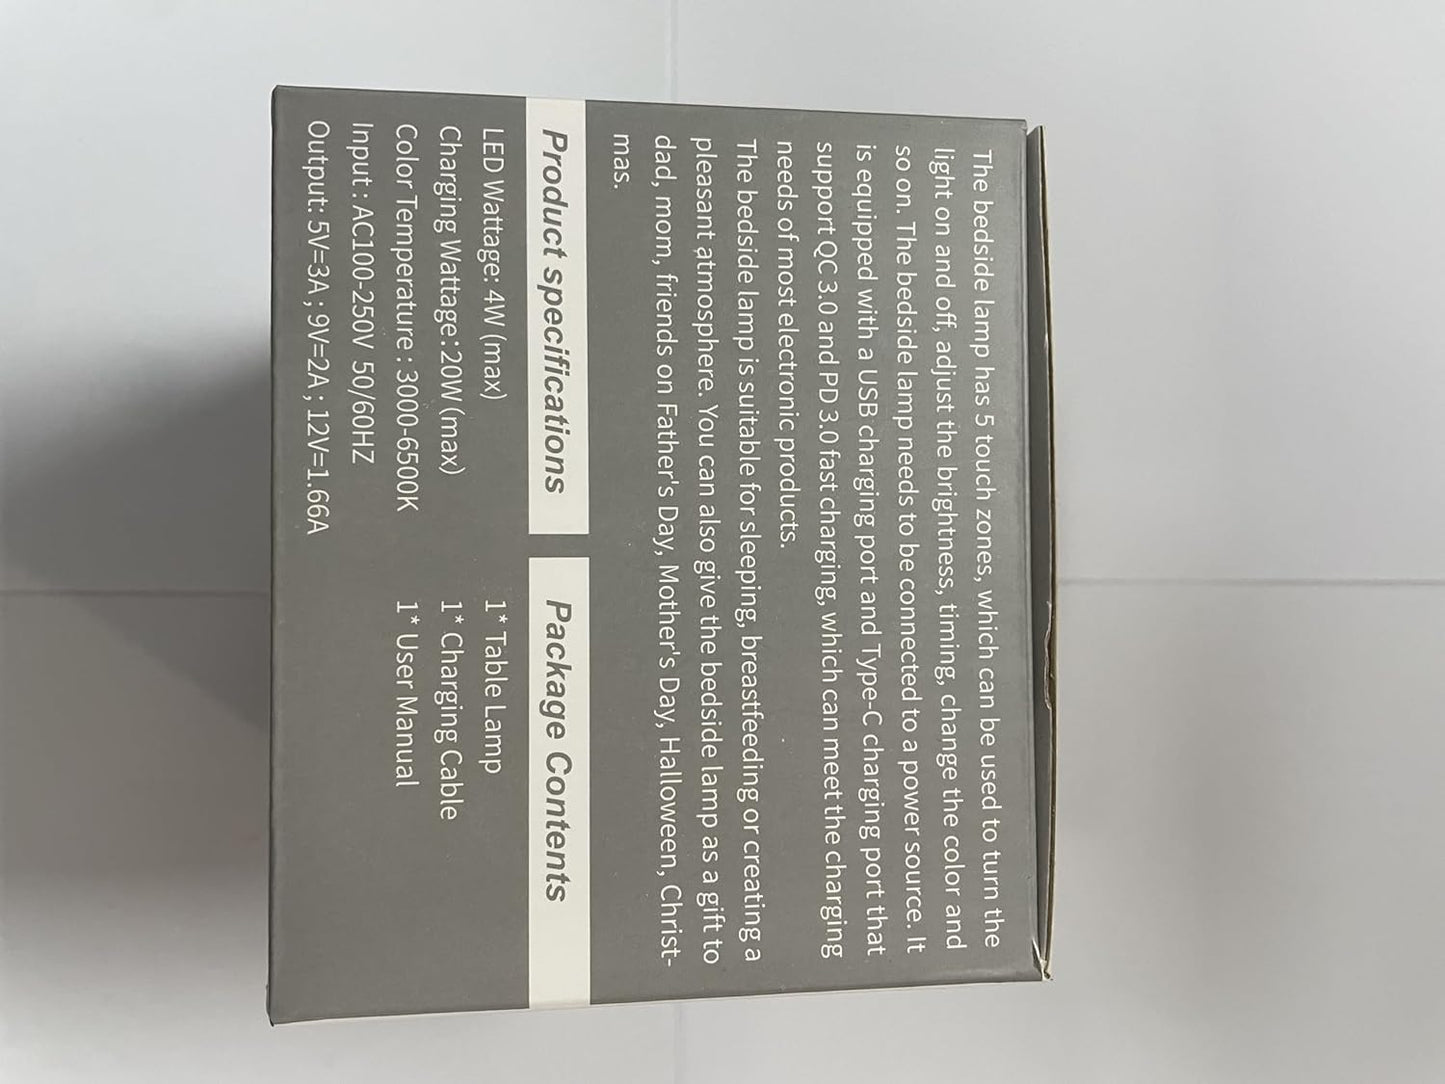 The bedside lamp has 5 touch zones, which can be used to turn the
light on and off, adjust the brightness, timing, change the color and
so on. The bedside lamp needs to be connected to a power source. It
is equipped with a USB charging port and Type-C charging port that
support QC 3.0 and PD 3.0 fast charging, which can meet the charging
needs of most electronic products.
The bedside lamp is suitable for sleeping, breastfeeding or creating a
pleasant atmosphere. You can also give the bedside lamp as a gift to
dad, mom, friends on Father's Day, Mother's Day, Halloween, Christ-
mas.
Product specifications
LED Wattage: 4W (max)
Charging Wattage: 20W (max)
Color Temperature : 3000-6500K
Input : AC100-250V 50/60HZ
Output: 5V=3A ; 9V=2A ; 12V=1.66A
Package Contents
1* Table Lamp
1* Charging Cable
1* User Manual